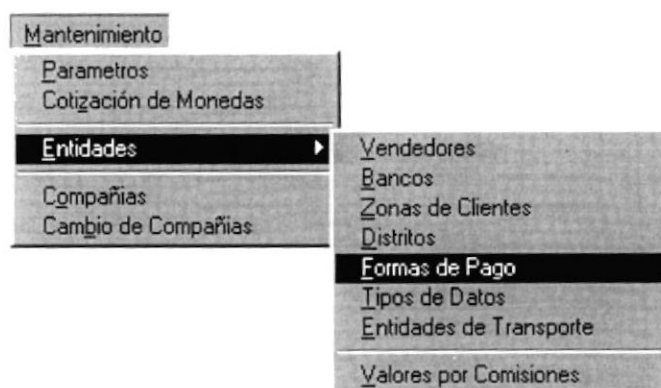 Mantenimiento
Parametros
Cotización de Monedas
Entidades
Compañias
Cambio de Compañias
Vendedores
Bancos
Zonas de Clientes
Distritos
Formas de Pago
Tipos de Datos
Entidades de Transporte
Valores por Comisiones